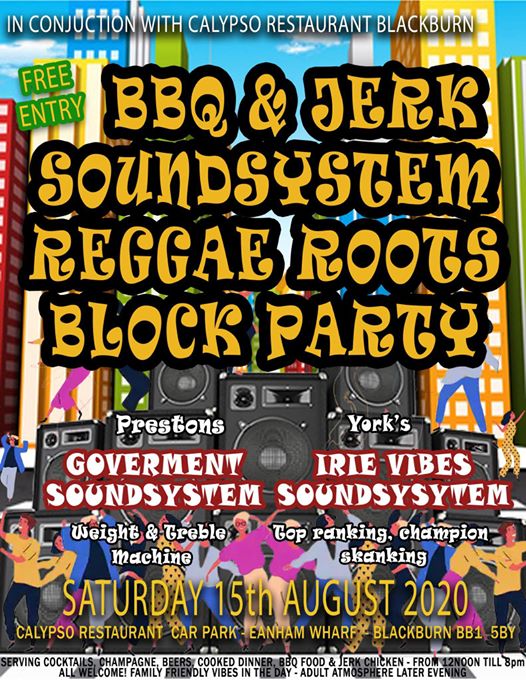 IN CONJUCTION WITH CALYPSO RESTAURANT BLACKBURN
FREE
ENTRY
BBQ & JERK
SOUNDSYSTEM
REGGAE ROOTS
BLOCK PARTY
Prestons
GOVERMENT
SOUNDSYSTEM
Weight & Treble
Machine
York's
IRIE VIBES
SOUNDSYSYTEM
Top ranking, champion
skanking
SATURDAY 15th AUGUST 2020
CALYPSO RESTAURANT CAR PARK - EANHAM WHARF - BLACKBURN BB1 5BY
SERVING COCKTAILS, CHAMPAGNE, BEERS, COOKED DINNER, BBQ FOOD & JERK CHICKEN - FROM 12NOON TILL 8pm
ALL WELCOME! FAMILY FRIENDLY VIBES IN THE DAY - ADULT ATMOSPHERE LATER EVENING